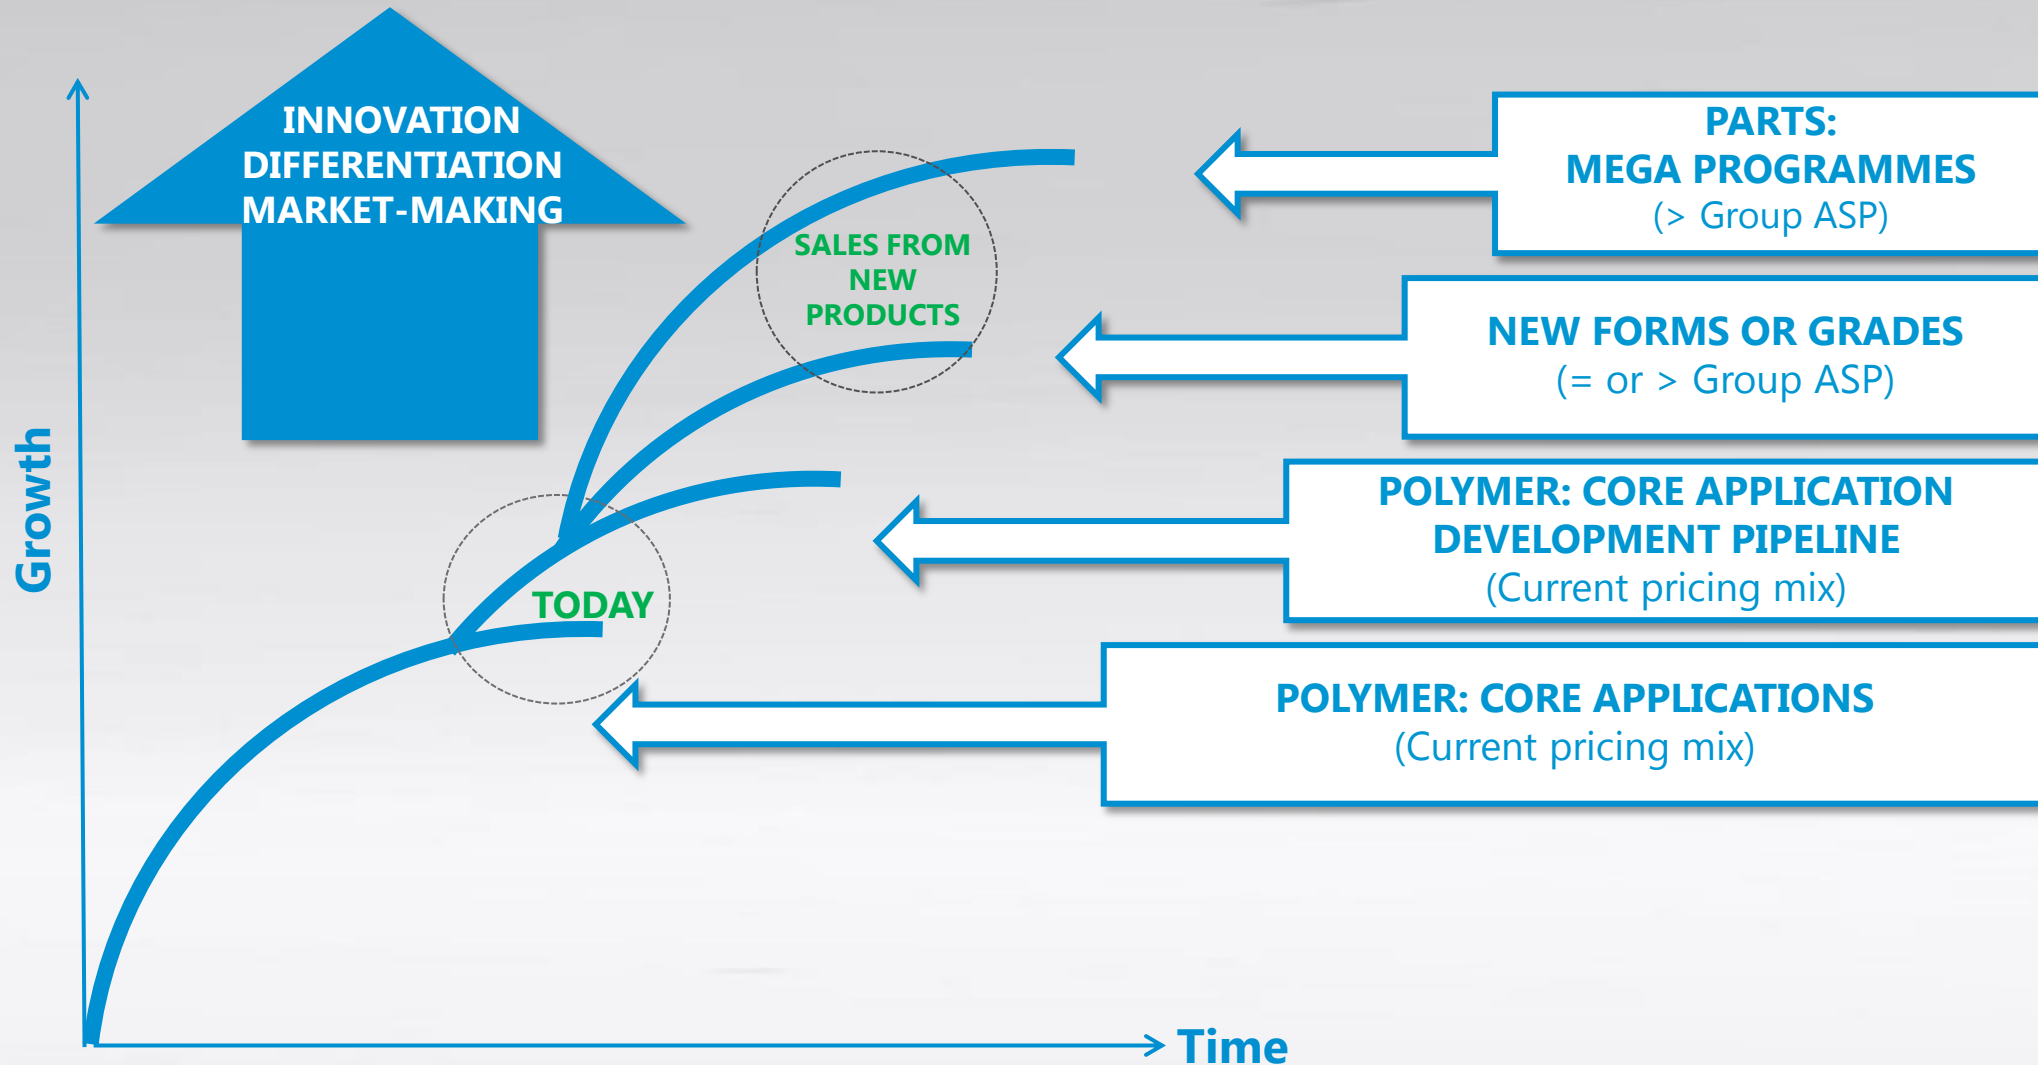 INNOVATION
DIFFERENTIATION
MARKET-MAKING
Growth
SALES FROM
NEW
PRODUCTS
TODAY
PARTS:
MEGA PROGRAMMES
(> Group ASP)
NEW FORMS OR GRADES
(= or > Group ASP)
POLYMER: CORE APPLICATION
DEVELOPMENT PIPELINE
(Current pricing mix)
POLYMER: CORE APPLICATIONS
(Current pricing mix)
Time